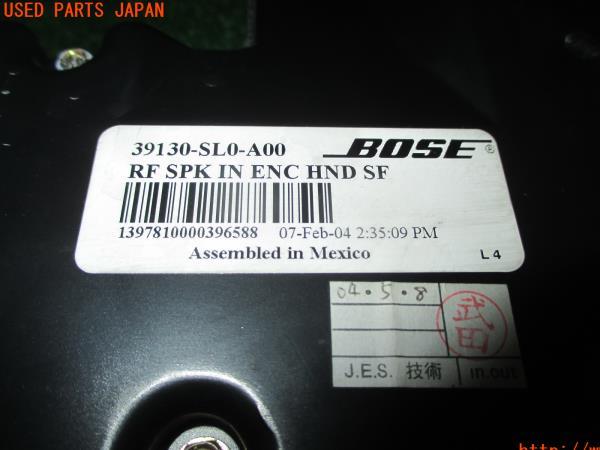 USED PARTS JAPAN
39130-SL0-A00 BOSE®
RF SPK IN ENC HND SF
1397810000396588 07-Feb-04 2:35:09 PM
Assembled in Mexico L4
04.5.8
武田
J.E.S. 技術 in.out